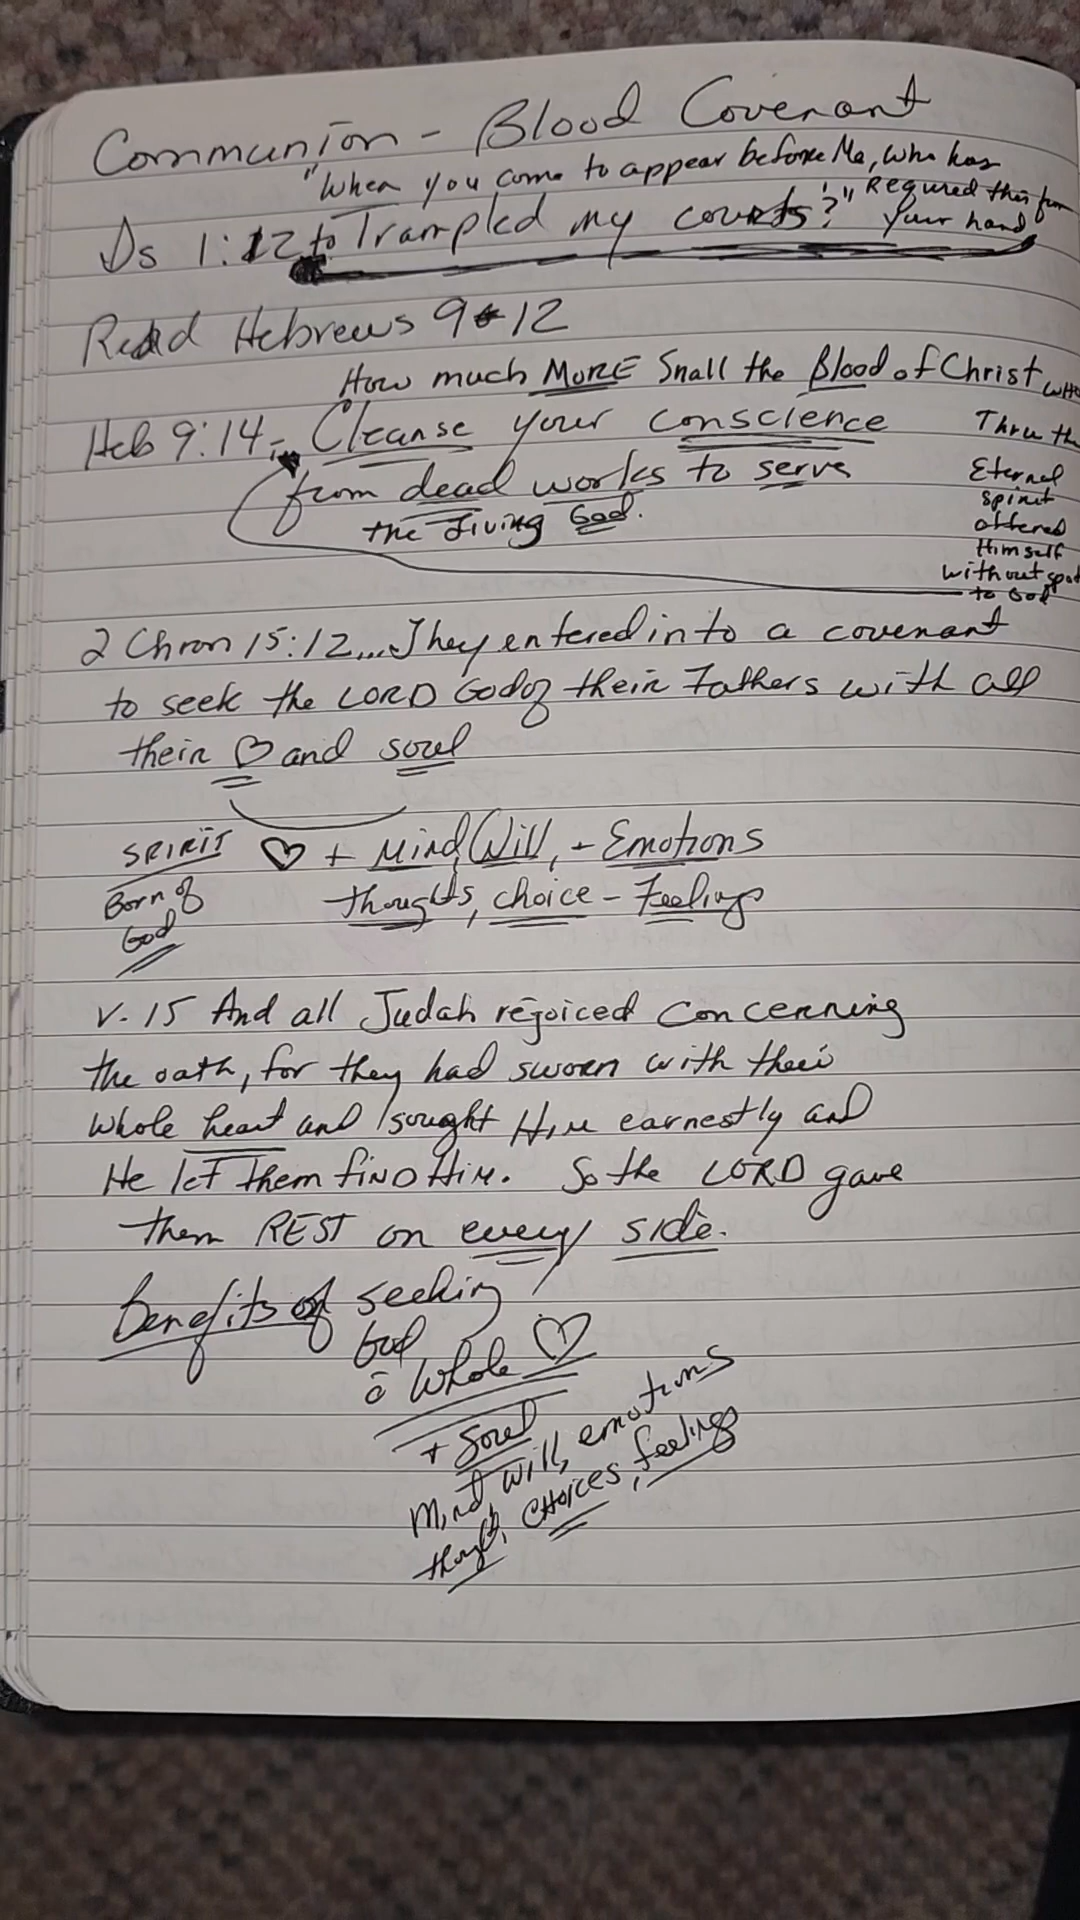 Communion - Blood Covenant
"When you come to appear before Me, Who has
Required this from
Your hand
Is 1:12 to Trampled my courts?"
Read Hebrews 9 12
How much MORE Shall the Blood of Christ, WHO
Thru the
Eternal
spirit
offered
Himself
without spot
to God
Heb 9:14 ... Cleanse your conscience
from dead works to serve
the Living God.
2 Chron 15:12 ... They entered into a covenant
to seek the LORD God of their Fathers with all
their ♡ and soul
SPIRIT ♡ + Mind, Will, + Emotions
Born of thoughts, choice - Feelings
God
v. 15 And all Judah rejoiced concerning
the oath, for they had sworn with their
whole heart and sought Him earnestly and
He let them find Him. So the LORD gave
them REST on every side.
Benefits of seeking
God
c̄ Whole ♡
+ Soul
Mind, will, emotions
though, CHOICES, feelings